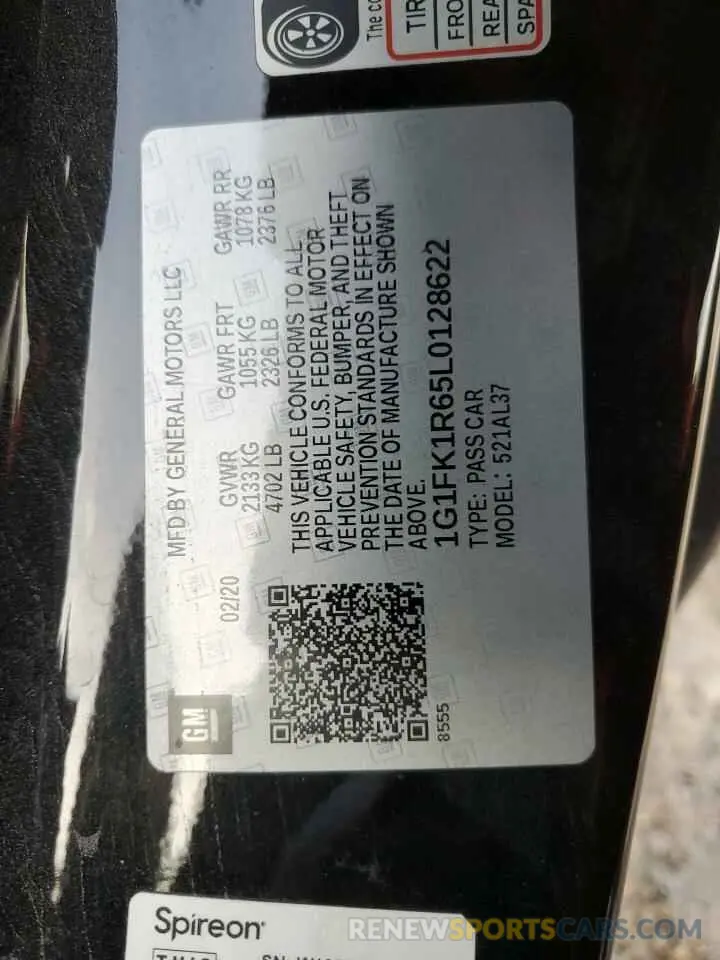 The co
TIR
FRO
REA
SPA
MFD BY GENERAL MOTORS LLC
02/20 GVWR GAWR FRT GAWR RR
2133 KG 1055 KG 1078 KG
4702 LB 2326 LB 2376 LB
THIS VEHICLE CONFORMS TO ALL
APPLICABLE U.S. FEDERAL MOTOR
VEHICLE SAFETY, BUMPER, AND THEFT
PREVENTION STANDARDS IN EFFECT ON
THE DATE OF MANUFACTURE SHOWN
ABOVE.
1G1FK1R65L0128622
TYPE: PASS CAR
MODEL: 521AL37
GM
8555
Spireon
RENEWSPORTSCARS.COM